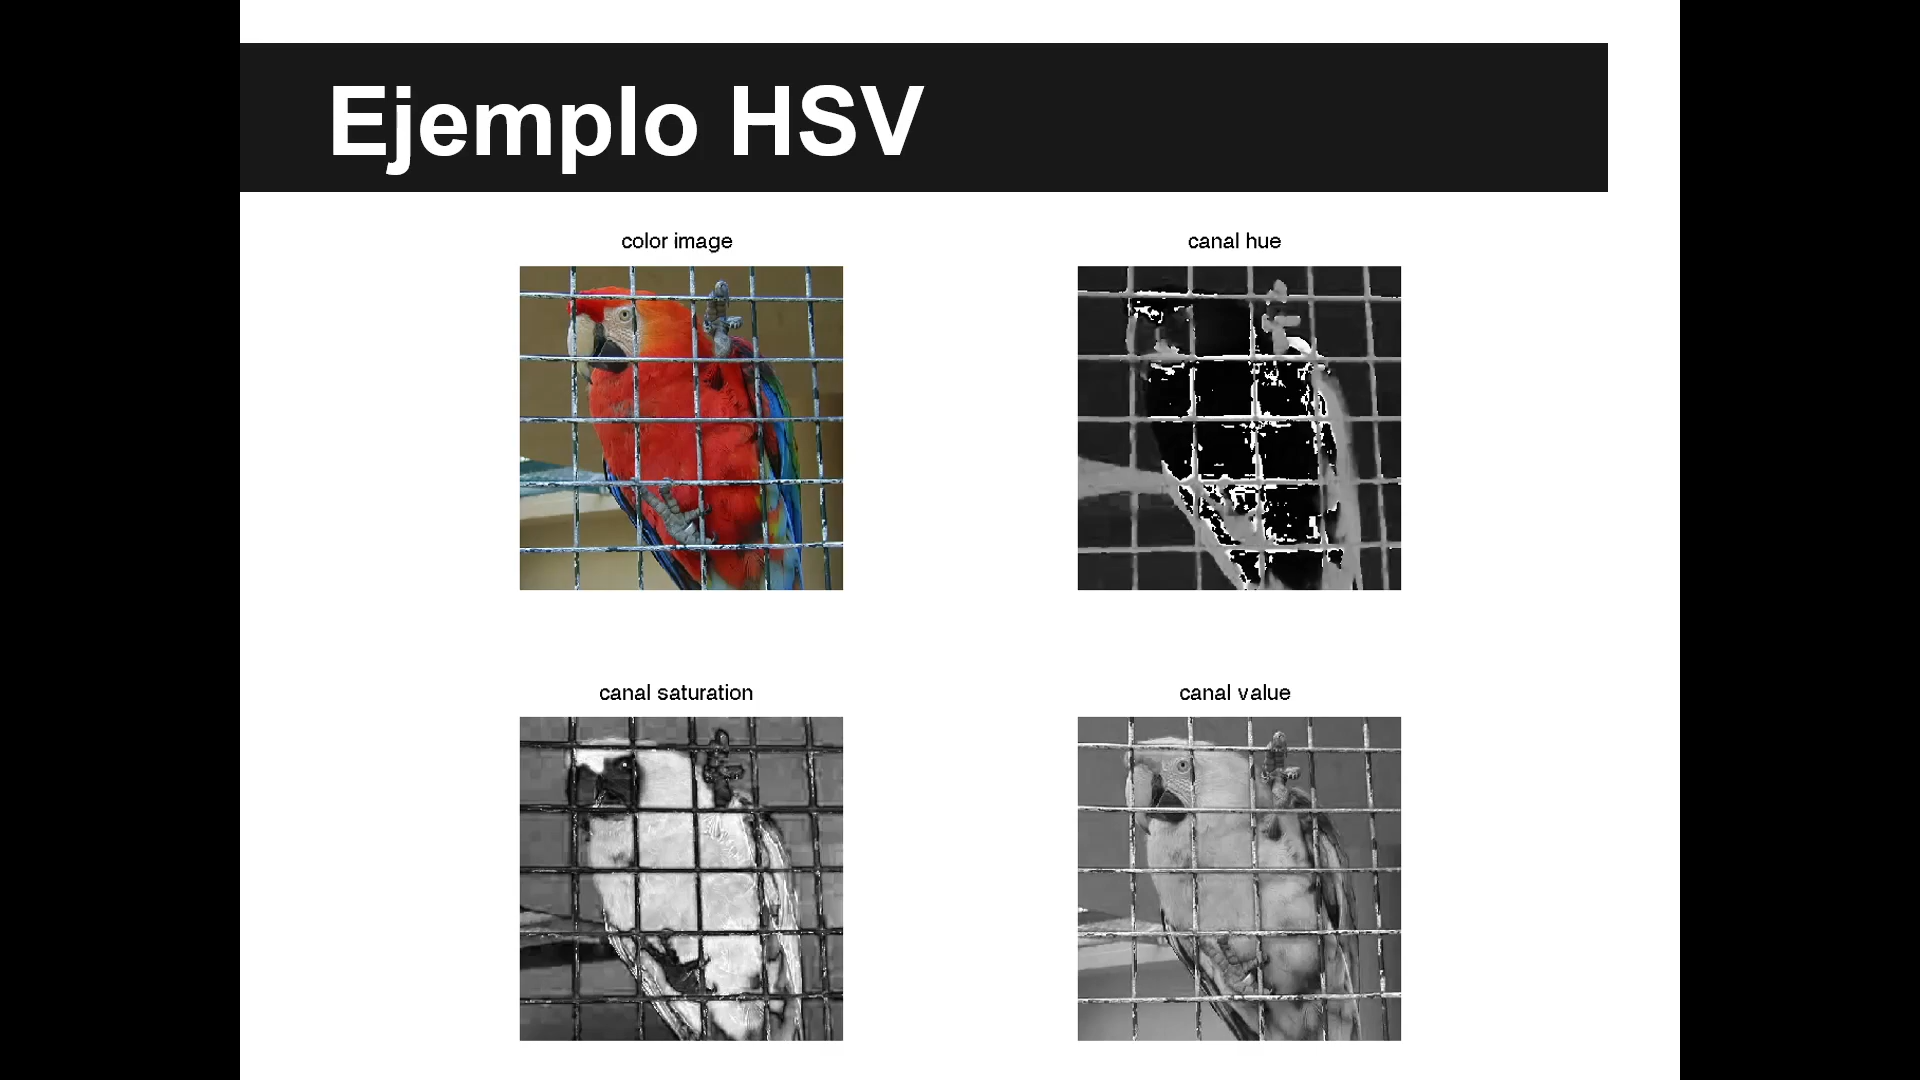 Ejemplo HSV
color image
canal hue
canal saturation
canal value